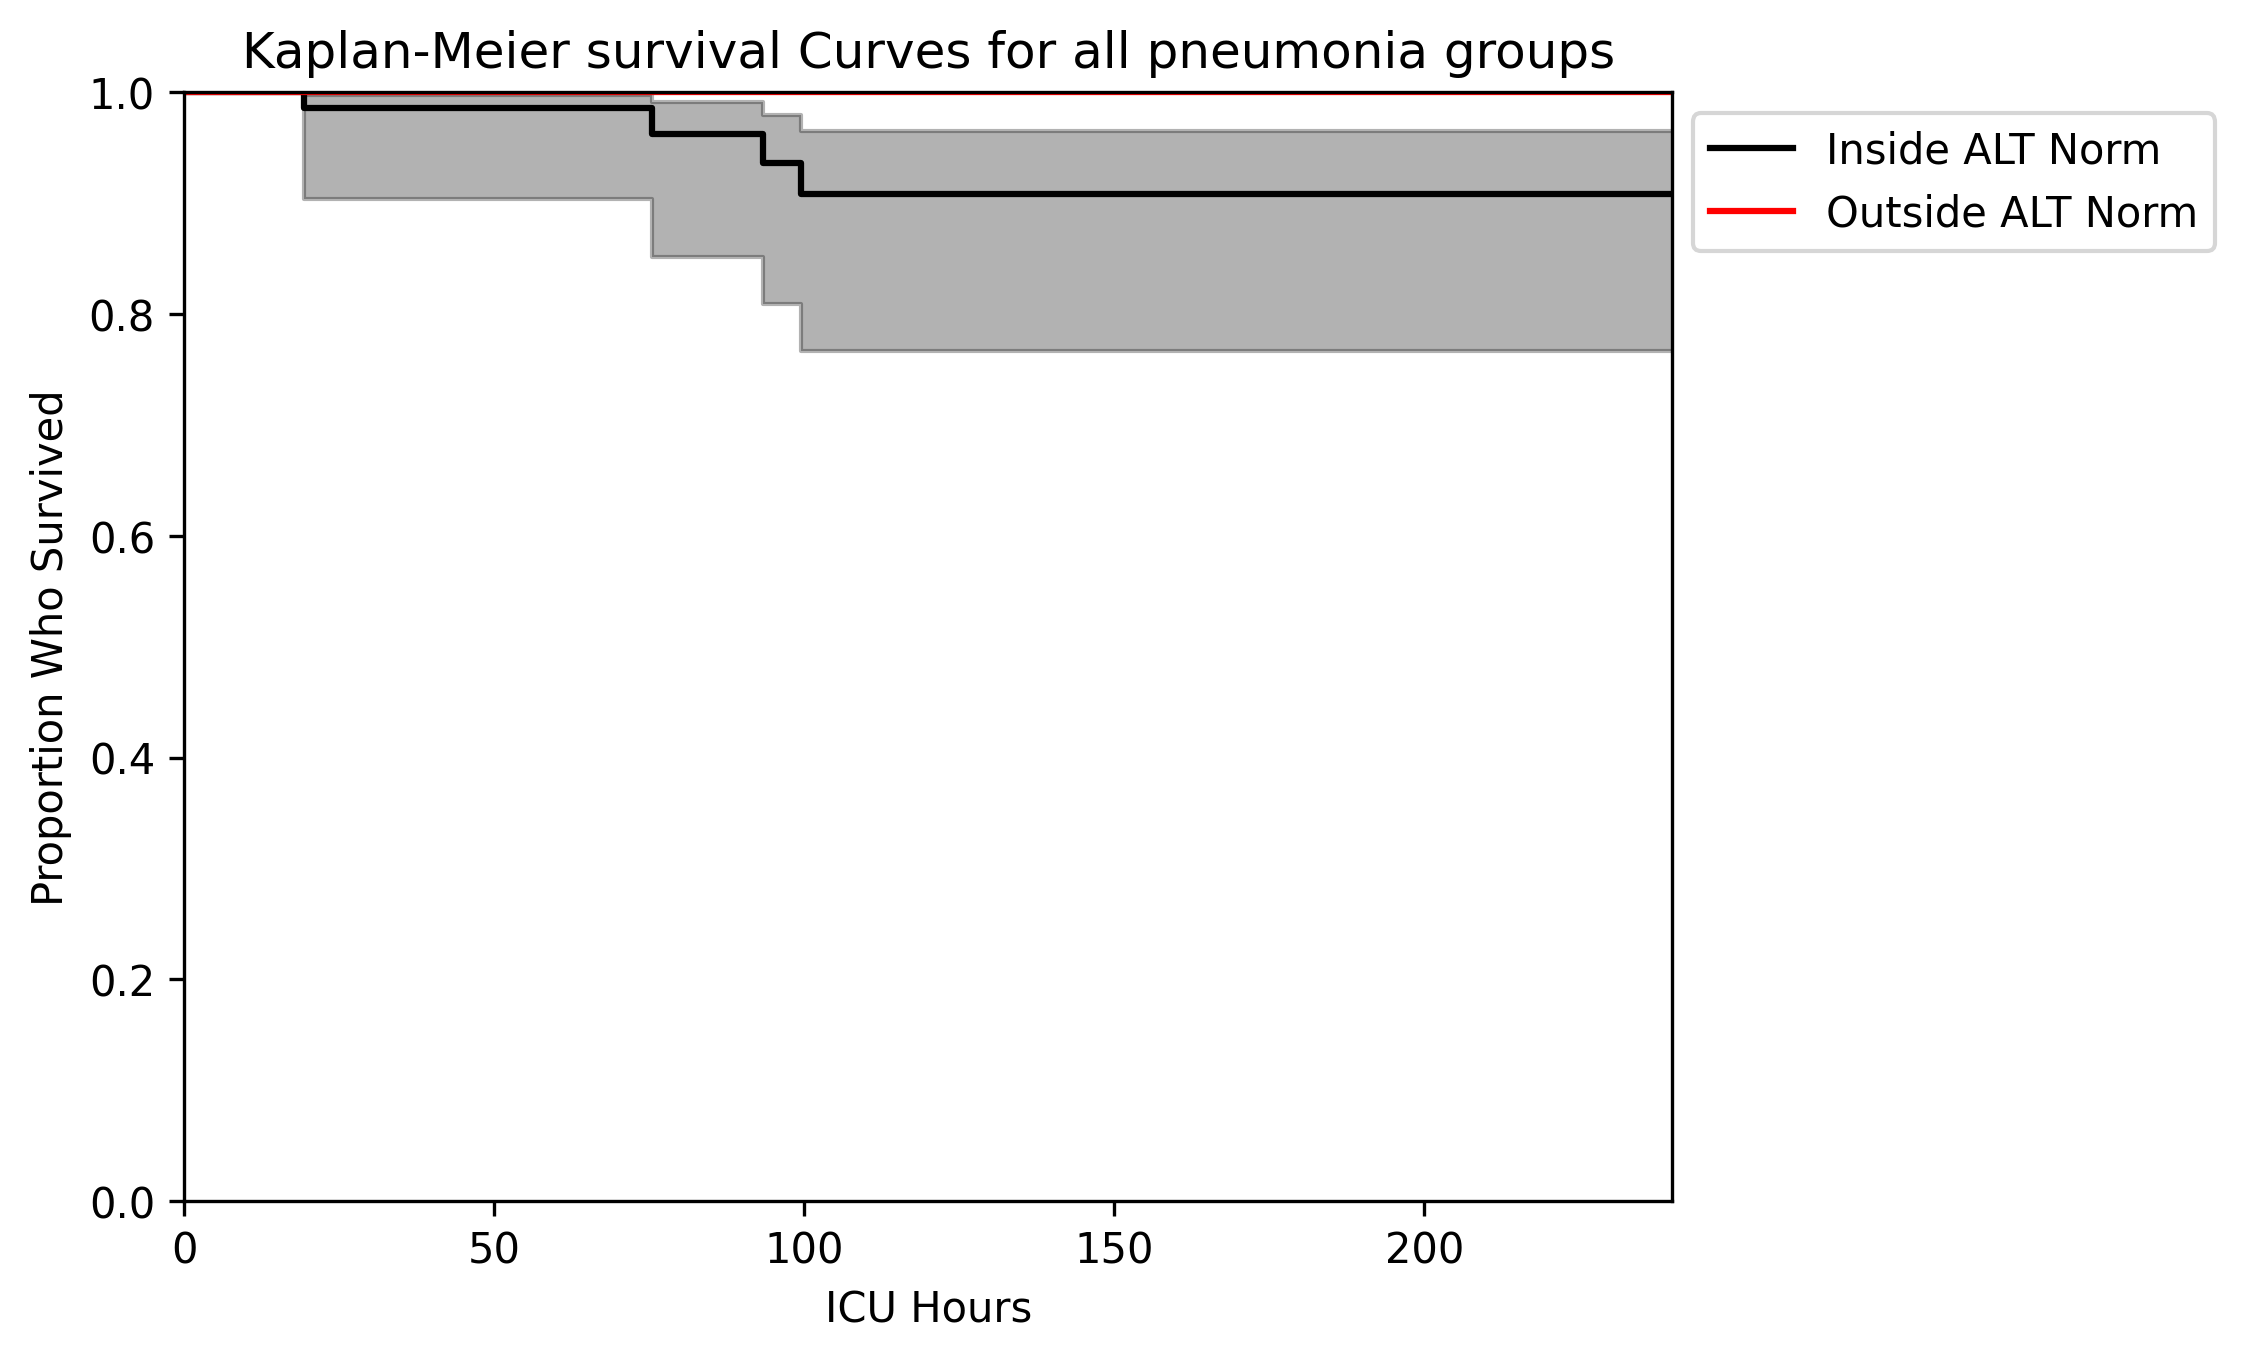 Kaplan-Meier survival Curves for all pneumonia groups
1.0
0.8
0.6
0.4
0.2
0.0
Proportion Who Survived
0
50
100
150
200
ICU Hours
Inside ALT Norm
Outside ALT Norm